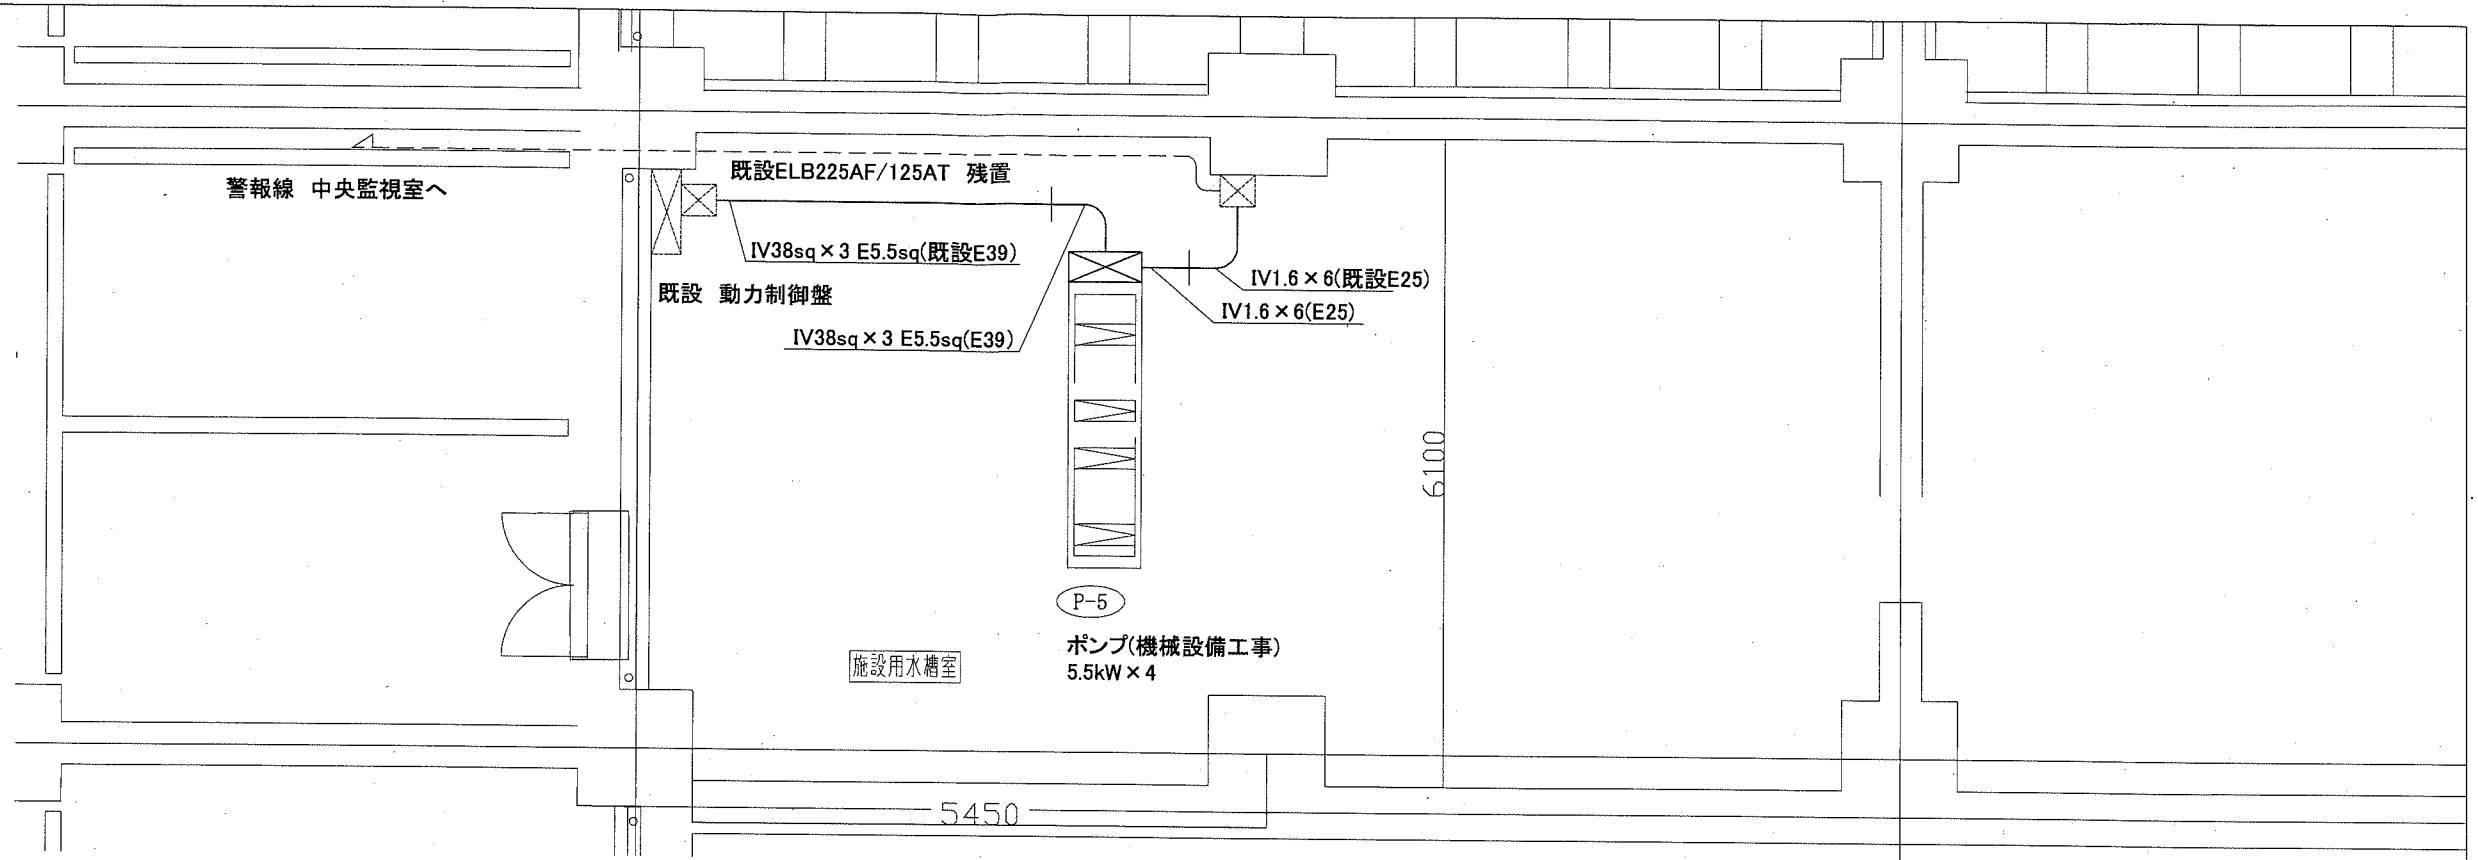 警報線 中央監視室へ
既設ELB225AF/125AT 残置
IV38sq×3 E5.5sq(既設E39)
既設 動力制御盤
IV38sq×3 E5.5sq(E39)
IV1.6×6(既設E25)
IV1.6×6(E25)
6100
P-5
ポンプ(機械設備工事)
5.5kW×4
施設用水槽室
5450